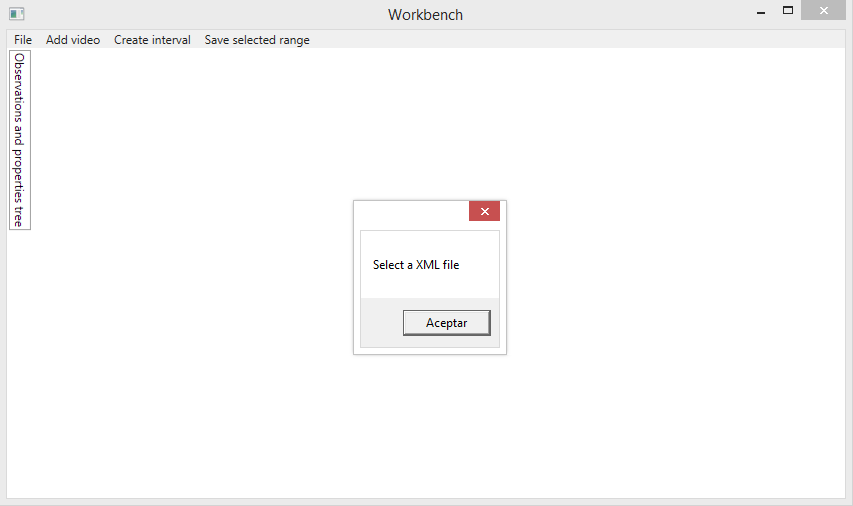 Workbench
File Add video Create interval Save selected range
Observations and properties tree
Select a XML file
Aceptar